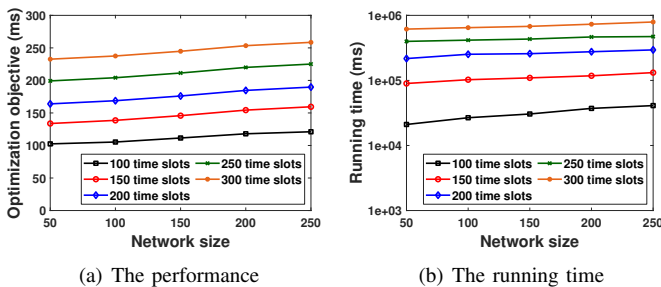 Optimization objective (ms)
300
250
200
150
100
50
0
100 time slots
150 time slots
200 time slots
250 time slots
300 time slots
50 100 150 200 250
Network size
(a) The performance
Running time (ms)
1e+06
1e+05
1e+04
1e+03
100 time slots
150 time slots
200 time slots
250 time slots
300 time slots
50 100 150 200 250
Network size
(b) The running time